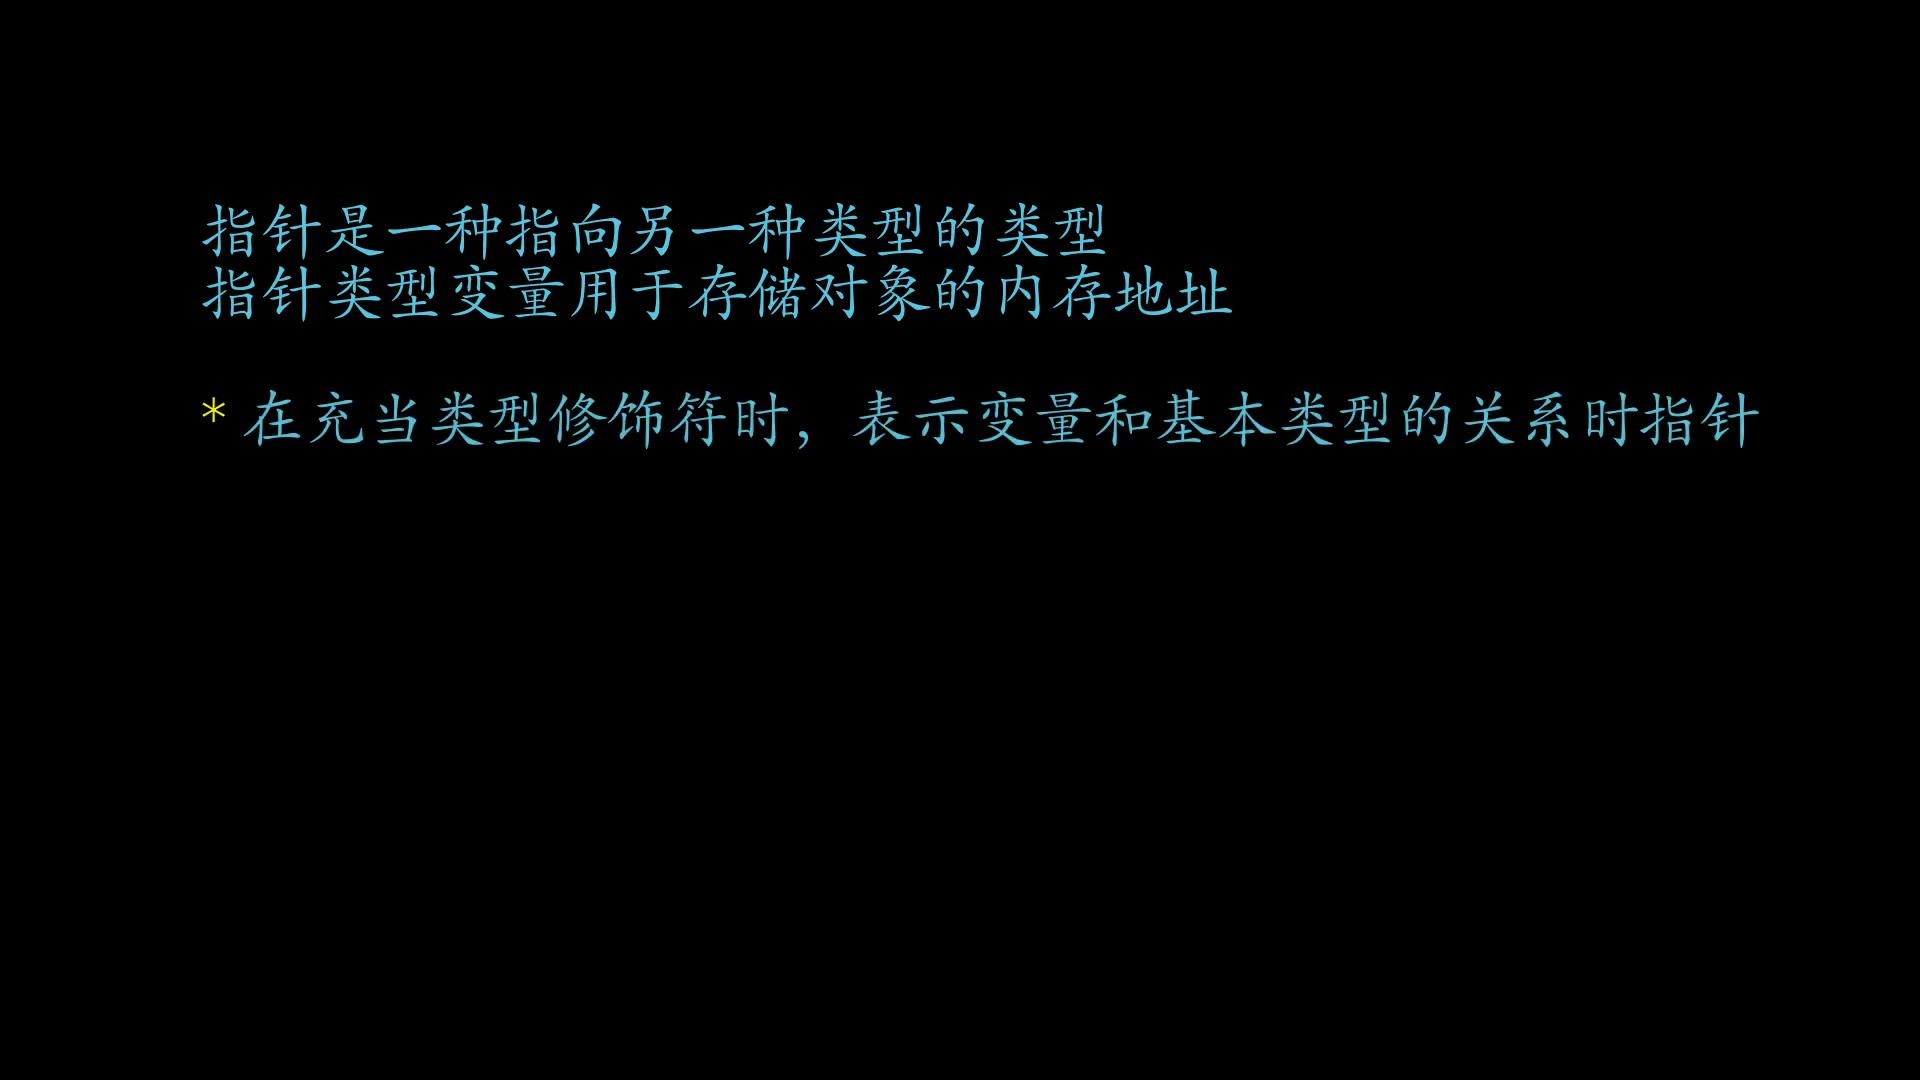 指针是一种指向另一种类型的类型
指针类型变量用于存储对象的内存地址
* 在充当类型修饰符时，表示变量和基本类型的关系时指针